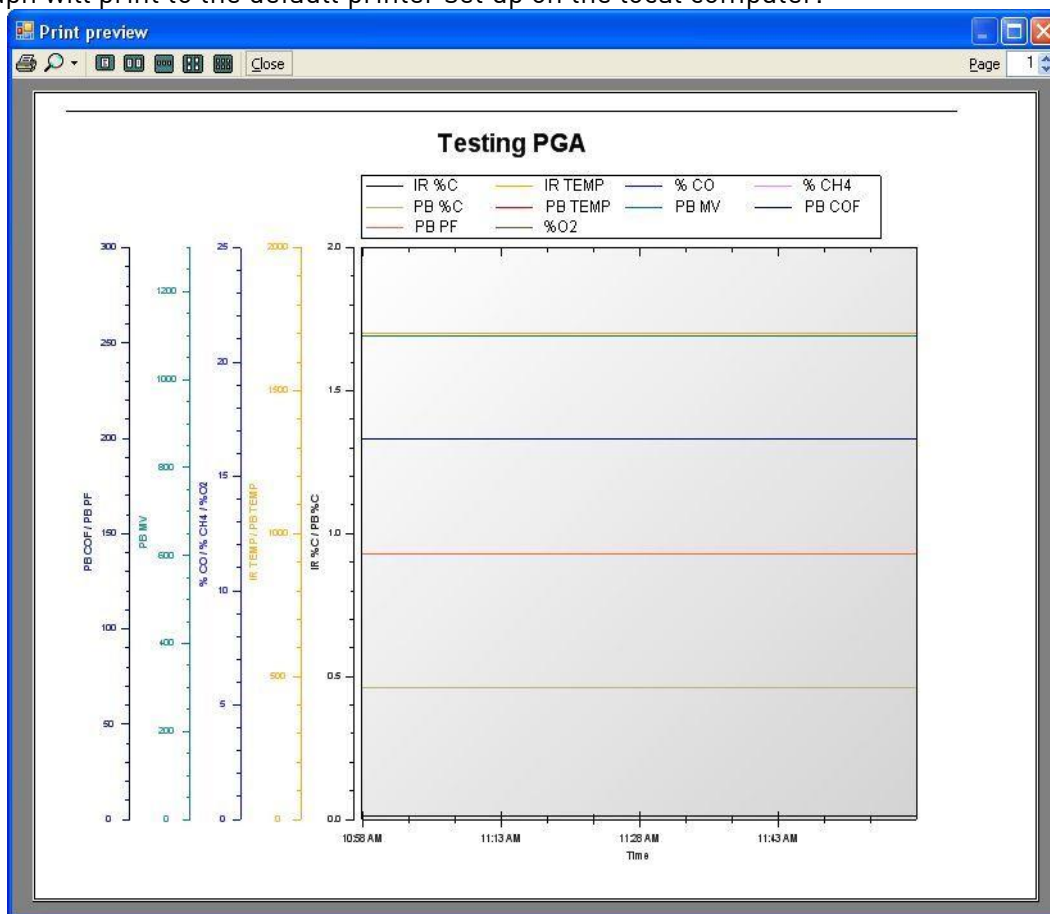 graph will print to the default printer set up on the local computer.
Print preview
Close Page 1
Testing PGA
IR %C IR TEMP % CO % CH4
PB %C PB TEMP PB MV PB COF
PB PF %O2
PB COF / PB PF
300
250
200
150
100
50
0
PB MV
1200
1000
800
600
400
200
0
% CO / % CH4 / %O2
25
20
15
10
5
0
IR TEMP / PB TEMP
2000
1500
1000
500
0
IR %C / PB %C
2.0
1.5
1.0
0.5
0.0
10:58 AM 11:13 AM 11:28 AM 11:43 AM
Time